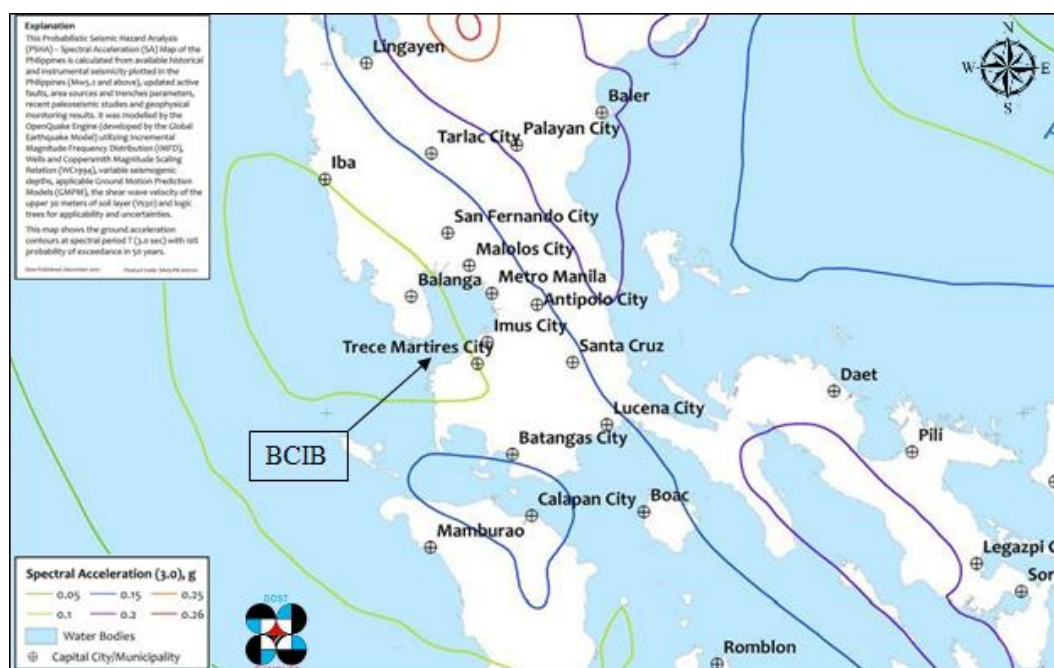 Explanation
This Probabilistic Seismic Hazard Analysis
(PSHA) – Spectral Acceleration (SA) Map of the
Philippines is calculated from available historical
and instrumental seismicity plotted in the
Philippines (Mw5.2 and above), updated active
faults, area sources and trenches parameters,
recent paleoseismic studies and geophysical
monitoring results. It was modelled by the
OpenQuake Engine (developed by the Global
Earthquake Model) utilizing Incremental
Magnitude Frequency Distribution (IMFD),
Wells and Coppersmith Magnitude Scaling
Relation (WC1994), variable seismogenic
depths, applicable Ground Motion Prediction
Models (GMPM), the shear wave velocity of the
upper 30 meters of soil layer (Vs30) and logic
trees for applicability and uncertainties.
This map shows the ground acceleration
contours at spectral period T (3.0 sec) with 10%
probability of exceedance in 50 years.
Date Published: December 2017
Product Code:
N
W
E
S
Lingayen
Baler
Palayan City
Tarlac City
Iba
San Fernando City
Malolos City
Metro Manila
Balanga
Antipolo City
Imus City
Trece Martires City
Santa Cruz
Daet
Lucena City
Pili
BCIB
Batangas City
Calapan City
Boac
Mamburao
Legazpi C
Sor
Romblon
Spectral Acceleration (3.0), g
0.05 0.15 0.25
0.1 0.2 0.26
Water Bodies
Capital City/Municipality
DOST